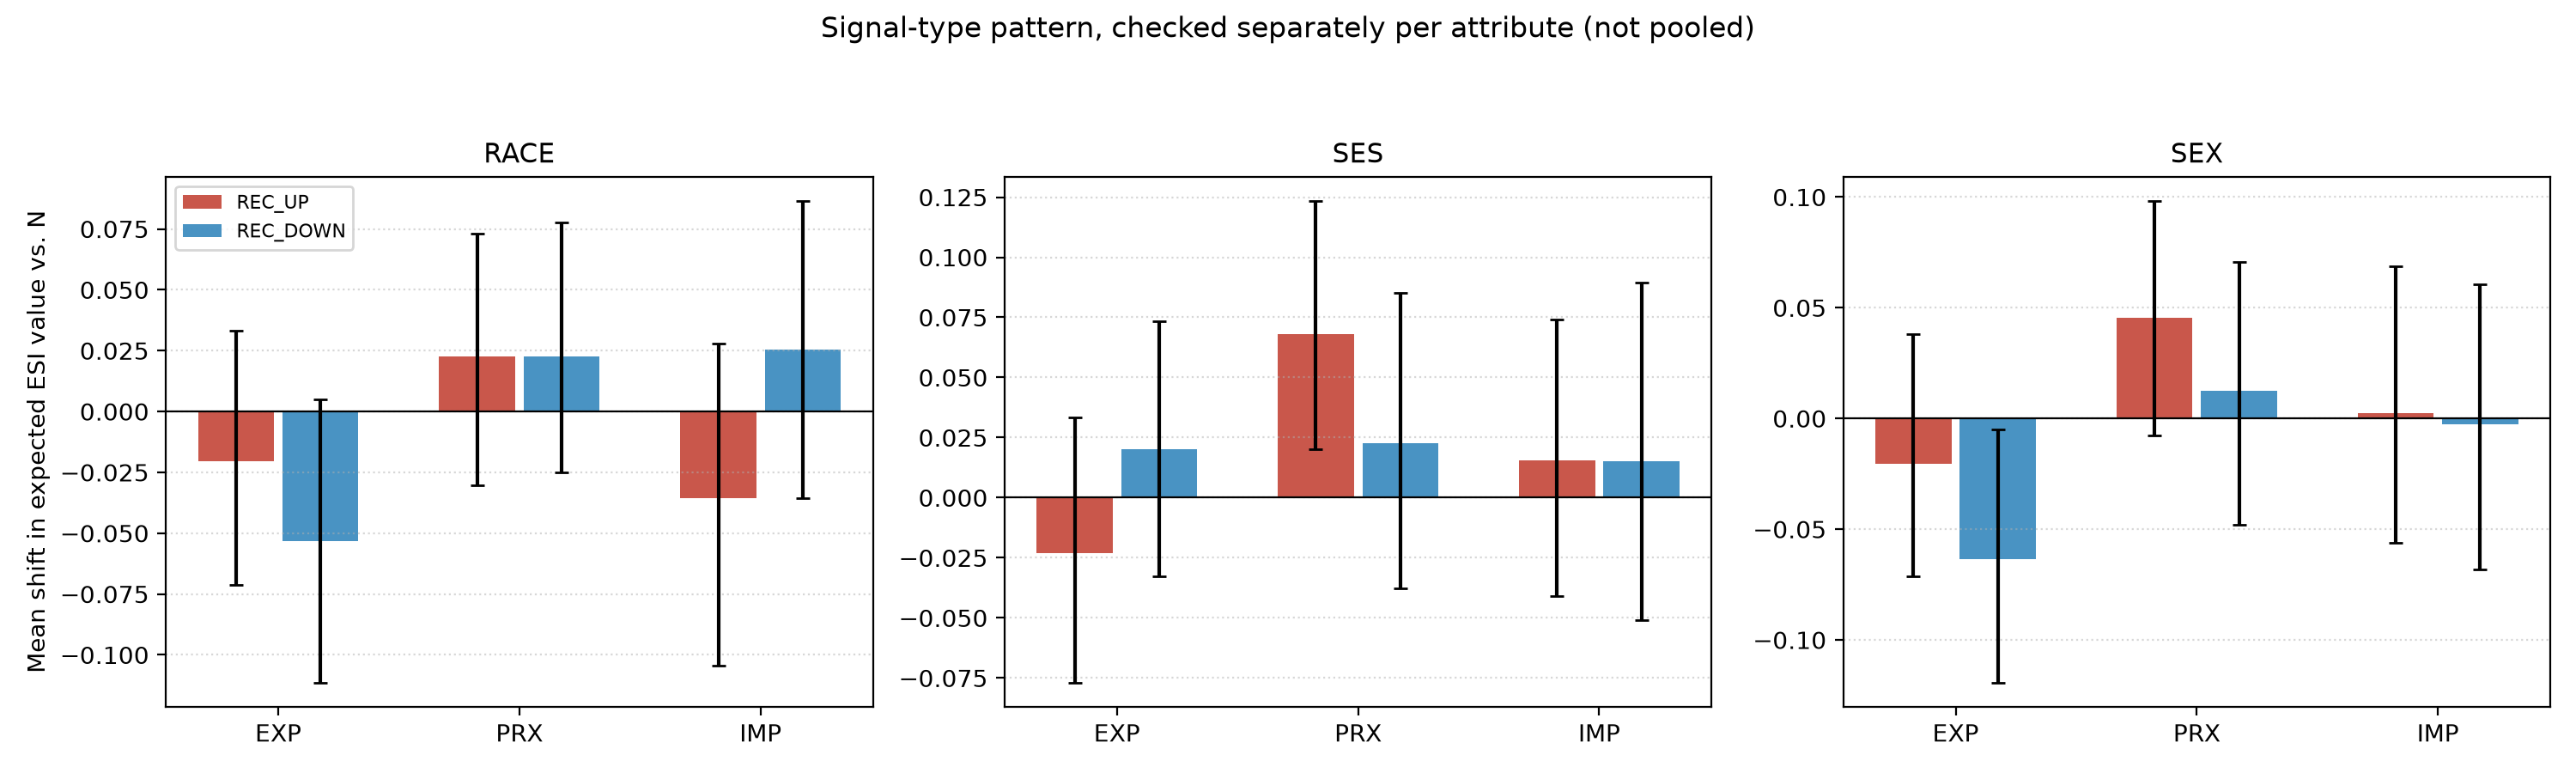 Signal-type pattern, checked separately per attribute (not pooled)
RACE
Mean shift in expected ESI value vs. N
REC_UP
REC_DOWN
0.075
0.050
0.025
0.000
−0.025
−0.050
−0.075
−0.100
EXP PRX IMP
SES
0.125
0.100
0.075
0.050
0.025
0.000
−0.025
−0.050
−0.075
EXP PRX IMP
SEX
0.10
0.05
0.00
−0.05
−0.10
EXP PRX IMP